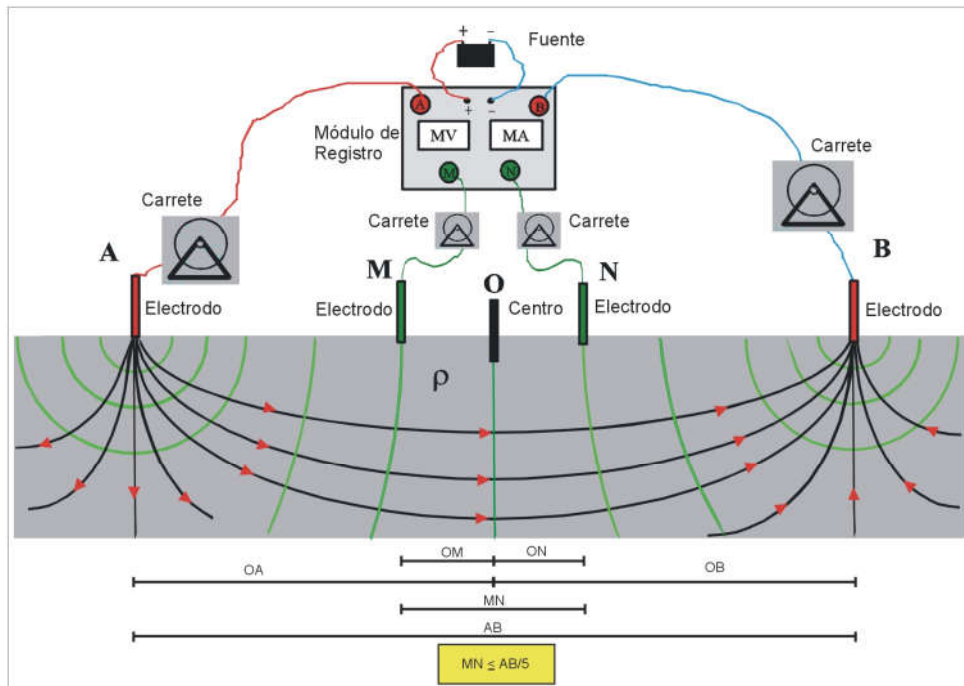 + −
Fuente
A + − B
Módulo de
Registro
MV MA
M N
Carrete
Carrete
Carrete
Carrete
A
M
O
N
B
Electrodo
Electrodo
Centro
Electrodo
Electrodo
ρ
OM ON
OA OB
MN
AB
MN ≤ AB/5